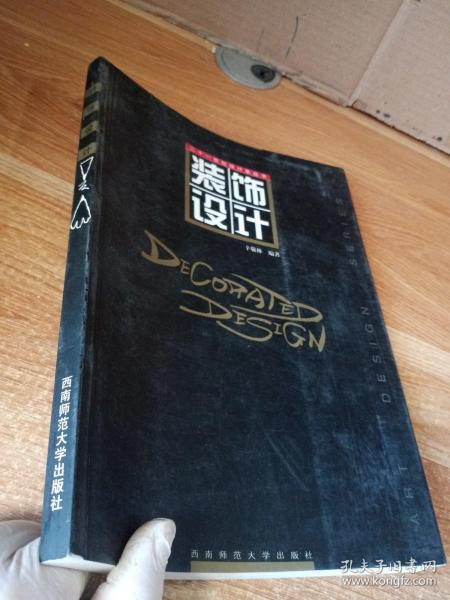 装饰
设计
DECORATED
DESIGN
ART DESIGN SERIES
西南师范大学出版社
西南师范大学出版社
孔夫子旧书网
www.kongfz.com